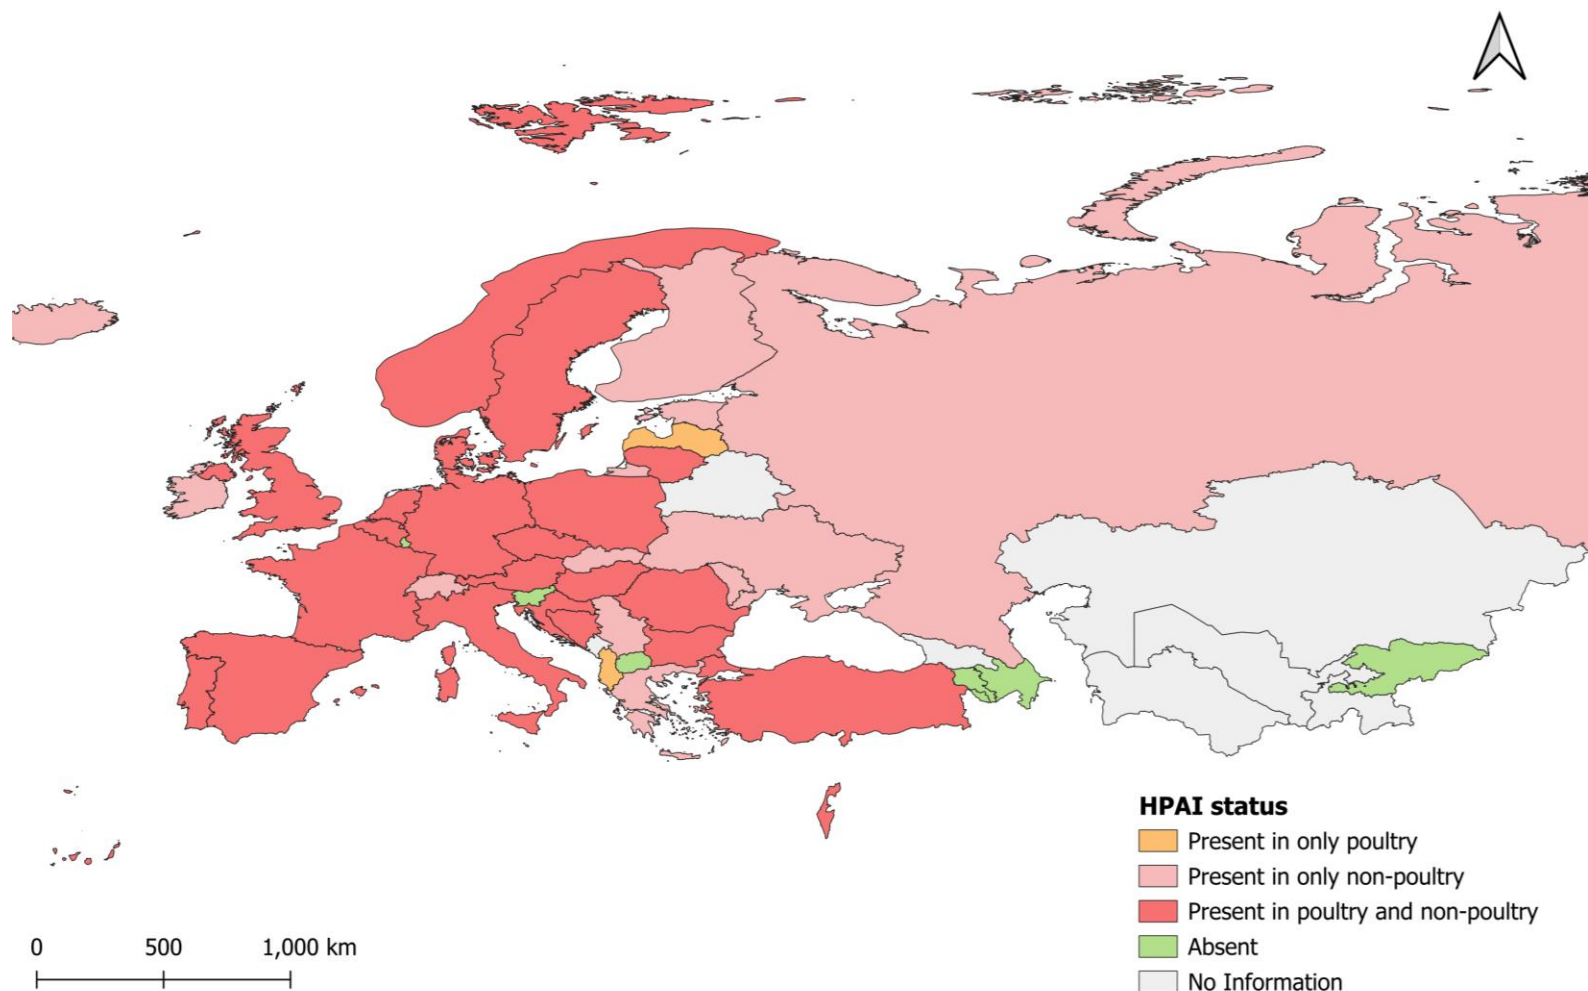 HPAI status
Present in only poultry
Present in only non-poultry
Present in poultry and non-poultry
Absent
No Information
0 500 1,000 km